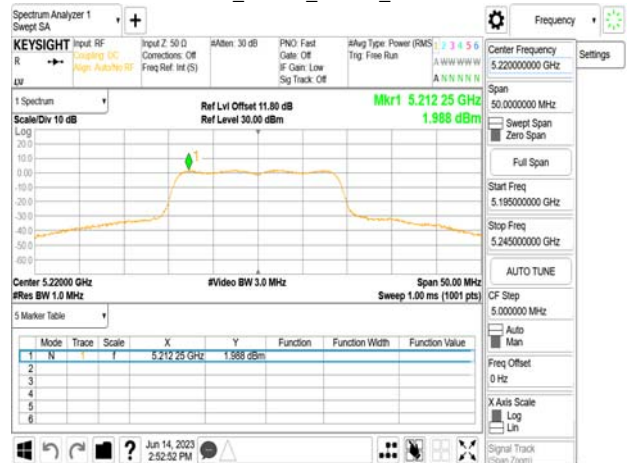 Spectrum Analyzer 1
Swept SA
+
Frequency
KEYSIGHT
R
Input: RF
Coupling: DC
Align: Auto/No RF
Input Z: 50 Ω
Corrections: Off
Freq Ref: Int (S)
#Atten: 30 dB
PNO: Fast
Gate: Off
IF Gain: Low
Sig Track: Off
#Avg Type: Power (RMS
Trig: Free Run
1 2 3 4 5 6
A W W W W W
A N N N N N
Center Frequency
5.220000000 GHz
Settings
Span
50.0000000 MHz
Swept Span
Zero Span
Full Span
Start Freq
5.195000000 GHz
Stop Freq
5.245000000 GHz
AUTO TUNE
CF Step
5.000000 MHz
Auto
Man
Freq Offset
0 Hz
X Axis Scale
Log
Lin
Signal Track
(Span Zoom)
1 Spectrum
Scale/Div 10 dB
Ref Lvl Offset 11.80 dB
Ref Level 30.00 dBm
Mkr1 5.212 25 GHz
1.988 dBm
Log
20.0
10.0
0.00
-10.0
-20.0
-30.0
-40.0
-50.0
-60.0
1
Center 5.22000 GHz
#Res BW 1.0 MHz
#Video BW 3.0 MHz
Span 50.00 MHz
Sweep 1.00 ms (1001 pts)
5 Marker Table
Mode Trace Scale X Y Function Function Width Function Value
1 N 1 f 5.212 25 GHz 1.988 dBm
2
3
4
5
6
?
Jun 14, 2023
2:52:52 PM